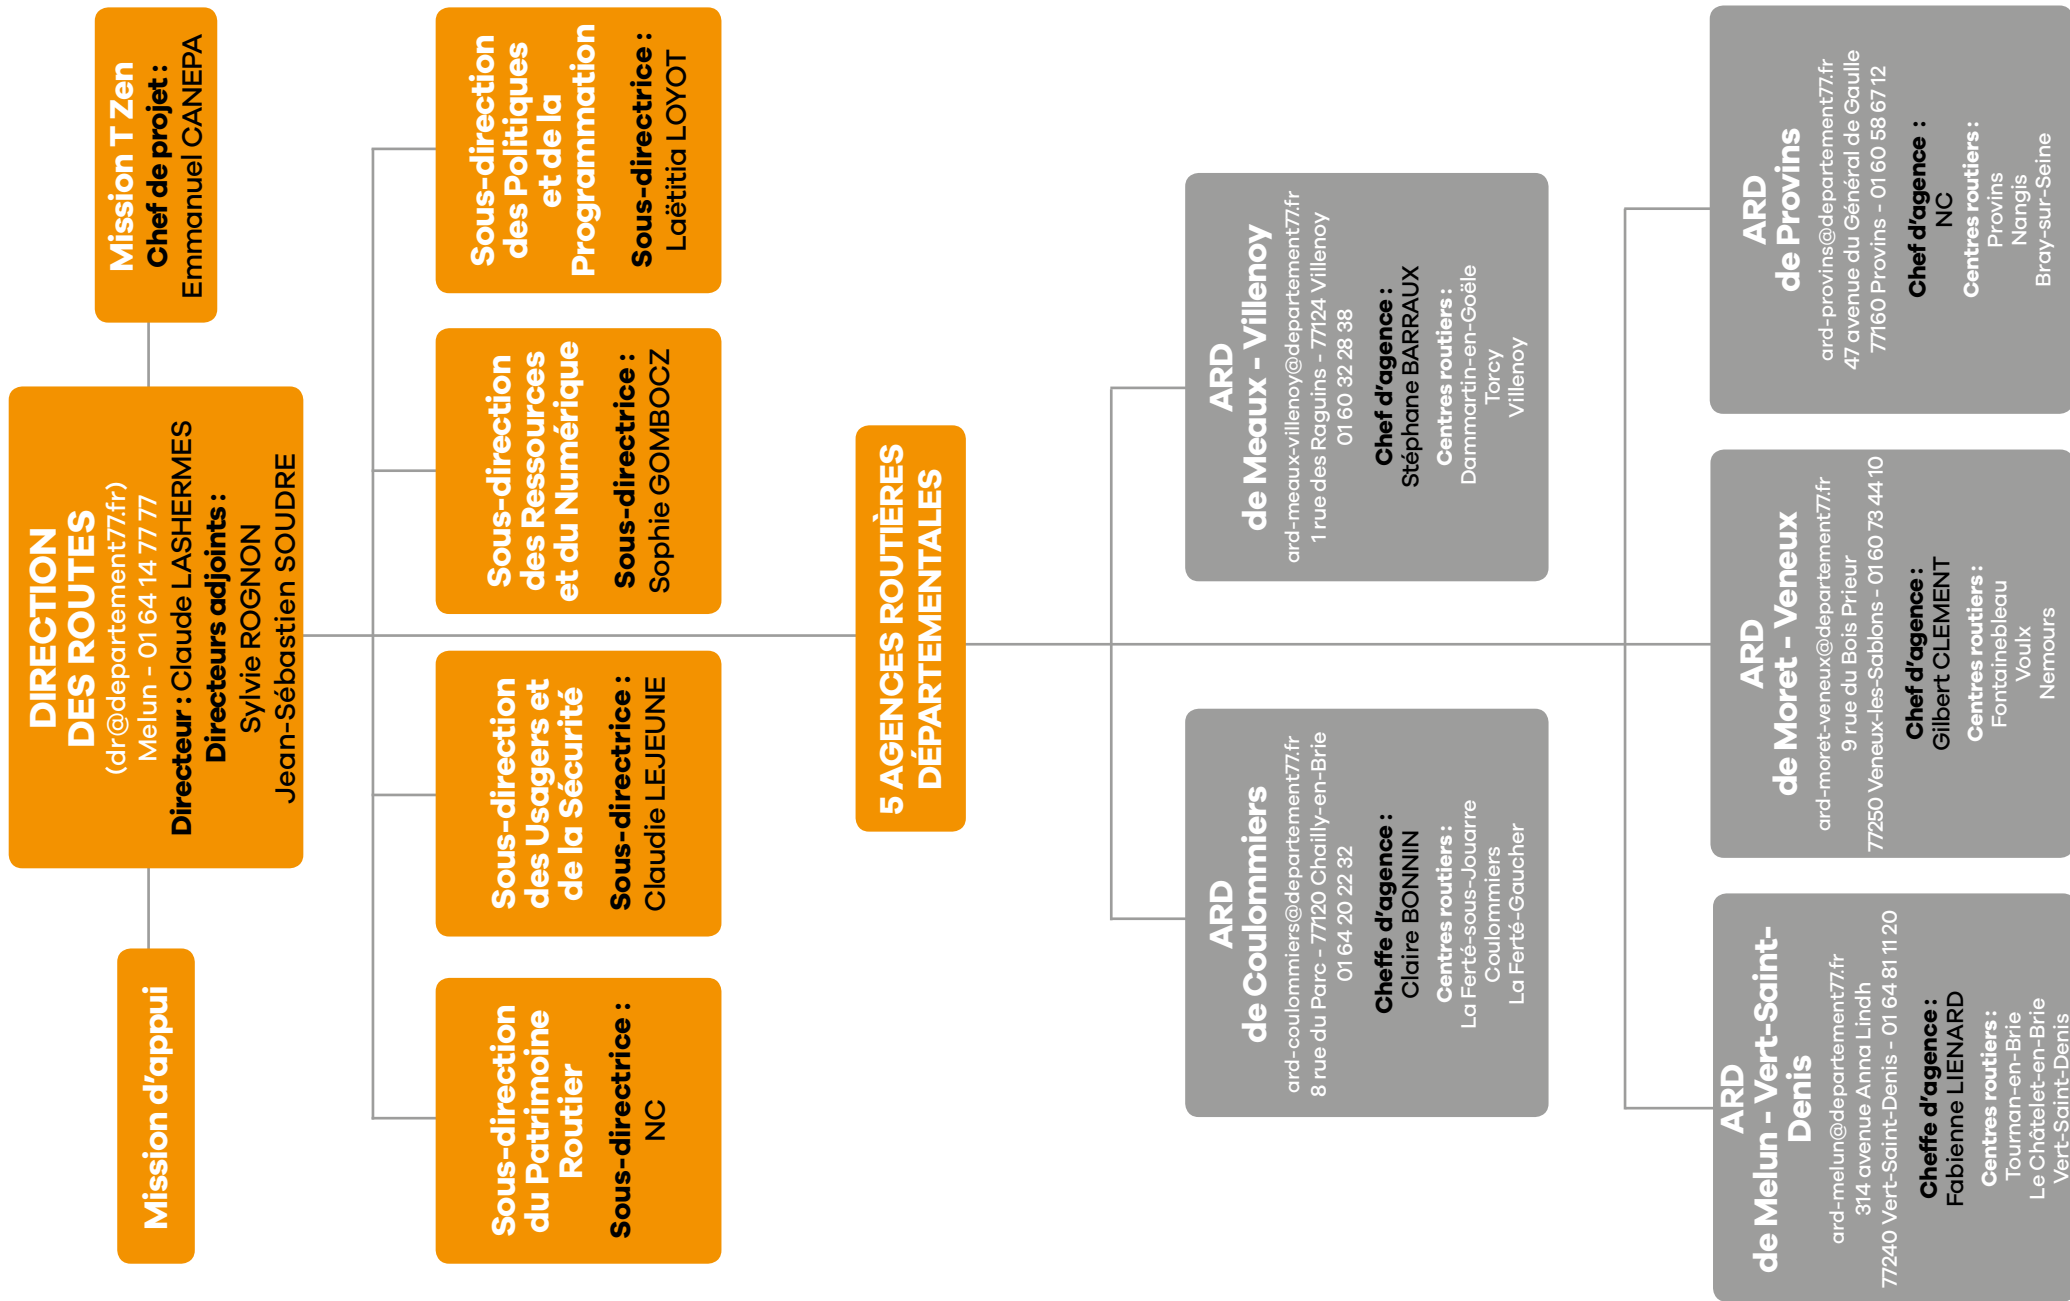 Mission d'appui
DIRECTION
DES ROUTES
(dr@departement77.fr)
Melun - 01 64 14 77 77
Directeur : Claude LASHERMES
Directeurs adjoints :
Sylvie ROGNON
Jean-Sébastien SOUDRE
Mission T Zen
Chef de projet :
Emmanuel CANEPA
Sous-direction
du Patrimoine
Routier
Sous-directrice :
NC
Sous-direction
des Usagers et
de la Sécurité
Sous-directrice :
Claudie LEJEUNE
Sous-direction
des Ressources
et du Numérique
Sous-directrice :
Sophie GOMBOCZ
Sous-direction
des Politiques
et de la
Programmation
Sous-directrice :
Laëtitia LOYOT
5 AGENCES ROUTIÈRES
DÉPARTEMENTALES
ARD
de Coulommiers
ard-coulommiers@departement77.fr
8 rue du Parc - 77120 Chailly-en-Brie
01 64 20 22 32
Cheffe d'agence :
Claire BONNIN
Centres routiers :
La Ferté-sous-Jouarre
Coulommiers
La Ferté-Gaucher
ARD
de Meaux - Villenoy
ard-meaux-villenoy@departement77.fr
1 rue des Raguins - 77124 Villenoy
01 60 32 28 38
Chef d'agence :
Stéphane BARRAUX
Centres routiers :
Dammartin-en-Goële
Torcy
Villenoy
ARD
de Melun - Vert-Saint-
Denis
ard-melun@departement77.fr
314 avenue Anna Lindh
77240 Vert-Saint-Denis - 01 64 81 11 20
Cheffe d'agence :
Fabienne LIENARD
Centres routiers :
Tournan-en-Brie
Le Châtelet-en-Brie
Vert-Saint-Denis
ARD
de Moret - Veneux
ard-moret-veneux@departement77.fr
9 rue du Bois Prieur
77250 Veneux-les-Sablons - 01 60 73 44 10
Chef d'agence :
Gilbert CLEMENT
Centres routiers :
Fontainebleau
Voulx
Nemours
ARD
de Provins
ard-provins@departement77.fr
47 avenue du Général de Gaulle
77160 Provins - 01 60 58 67 12
Chef d'agence :
NC
Centres routiers :
Provins
Nangis
Bray-sur-Seine